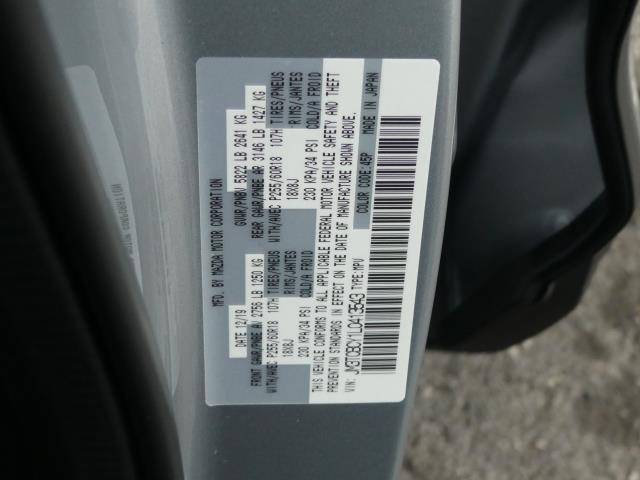 MFD. BY MAZDA MOTOR CORPORATION
DATE 12/19 GVWR/PNBV 5822 LB 2641 KG
FRONT GAWR/PNBE AV 2756 LB 1250 KG REAR GAWR/PNBE AR 3146 LB 1427 KG
WITH/AVEC P255/60R18 107H TIRES/PNEUS WITH/AVEC P255/60R18 107H TIRES/PNEUS
18X8J RIMS/JANTES 18X8J RIMS/JANTES
230 KPA/34 PSI COLD/A FROID 230 KPA/34 PSI COLD/A FROID
THIS VEHICLE CONFORMS TO ALL APPLICABLE FEDERAL MOTOR VEHICLE SAFETY AND THEFT
PREVENTION STANDARDS IN EFFECT ON THE DATE OF MANUFACTURE SHOWN ABOVE.
VIN: JM3TCBCY1L0413543 TYPE:MPV COLOR CODE:45P MADE IN JAPAN